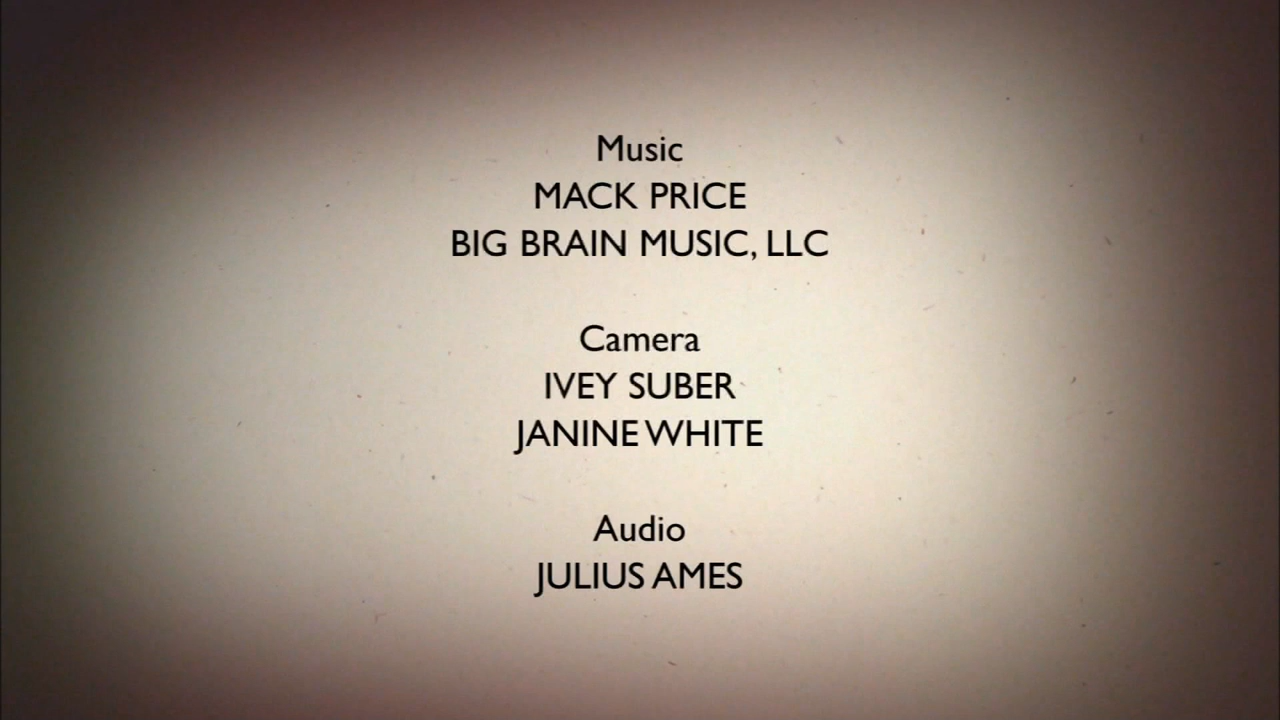 Music
MACK PRICE
BIG BRAIN MUSIC, LLC
Camera
IVEY SUBER
JANINE WHITE
Audio
JULIUS AMES